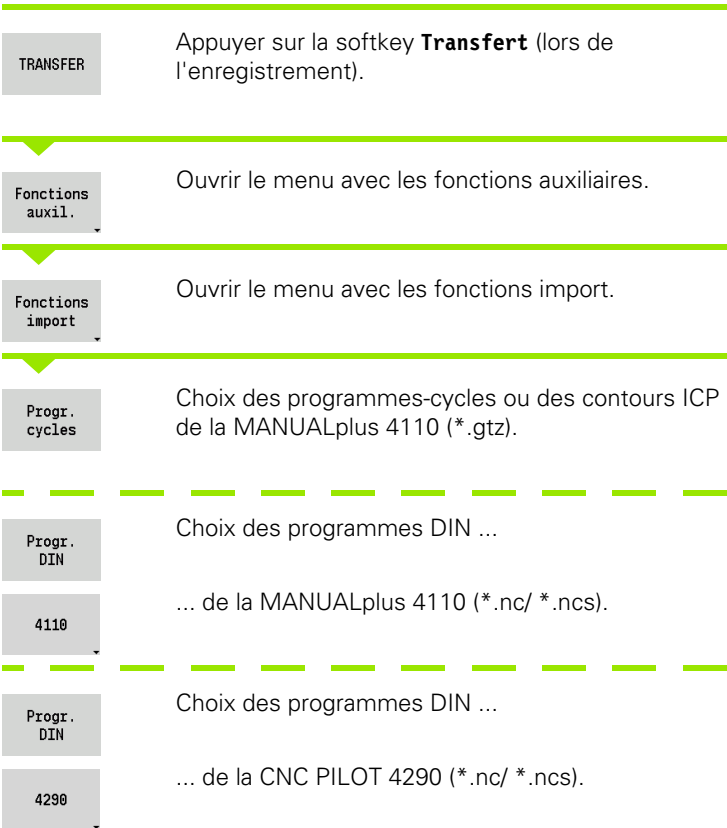 TRANSFER
Appuyer sur la softkey Transfert (lors de
l'enregistrement).
Fonctions
auxil.
Ouvrir le menu avec les fonctions auxiliaires.
Fonctions
import
Ouvrir le menu avec les fonctions import.
Progr.
cycles
Choix des programmes-cycles ou des contours ICP
de la MANUALplus 4110 (*.gtz).
Progr.
DIN
Choix des programmes DIN ...
4110
... de la MANUALplus 4110 (*.nc/ *.ncs).
Progr.
DIN
Choix des programmes DIN ...
4290
... de la CNC PILOT 4290 (*.nc/ *.ncs).